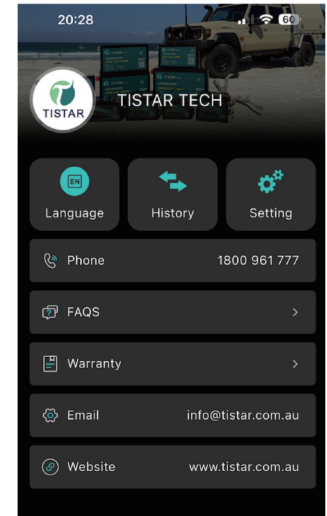 20:28
60
TISTAR
TISTAR TECH
EN
Language
History
Setting
Phone
1800 961 777
FAQS
Warranty
Email
info@tistar.com.au
Website
www.tistar.com.au